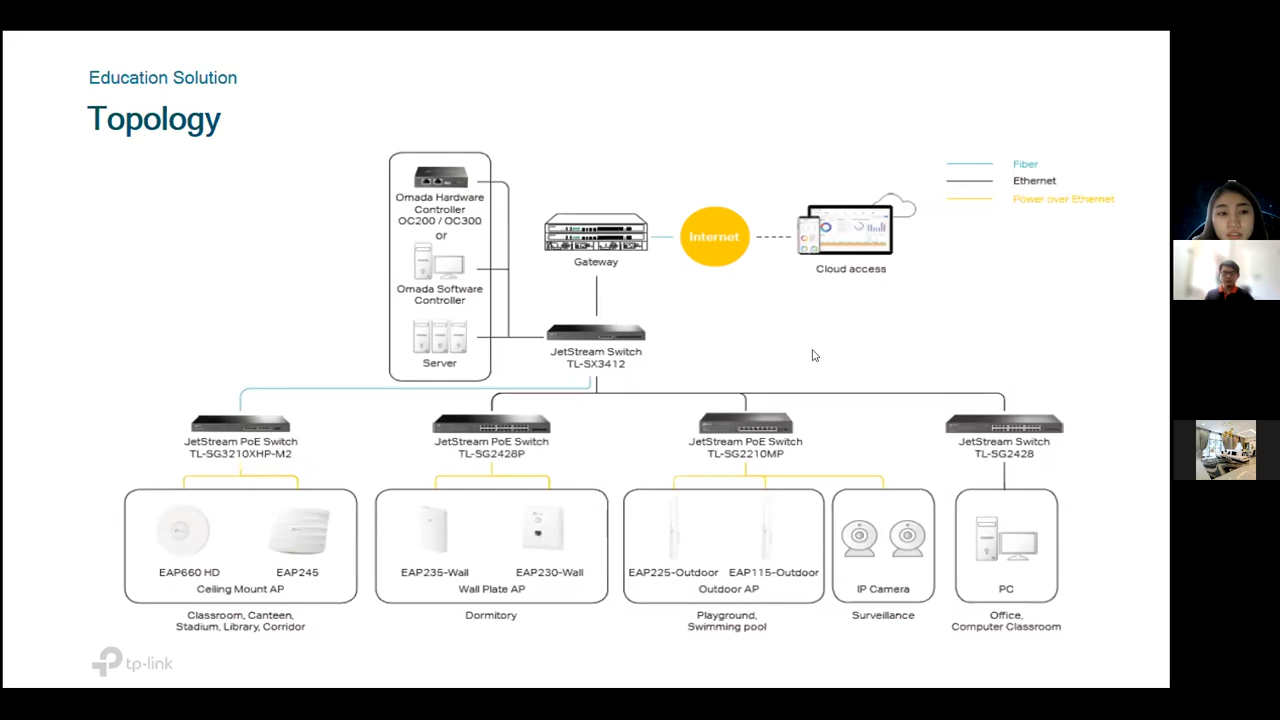 Education Solution
Topology
Fiber
Ethernet
Power over Ethernet
Omada Hardware
Controller
OC200 / OC300
or
Omada Software
Controller
Server
Gateway
Internet
Cloud access
JetStream Switch
TL-SX3412
JetStream PoE Switch
TL-SG3210XHP-M2
JetStream PoE Switch
TL-SG2428P
JetStream PoE Switch
TL-SG2210MP
JetStream Switch
TL-SG2428
EAP660 HD
EAP245
Ceiling Mount AP
Classroom, Canteen,
Stadium, Library, Corridor
EAP235-Wall
EAP230-Wall
Wall Plate AP
Dormitory
EAP225-Outdoor
EAP115-Outdoor
Outdoor AP
Playground,
Swimming pool
IP Camera
Surveillance
PC
Office,
Computer Classroom
tp-link